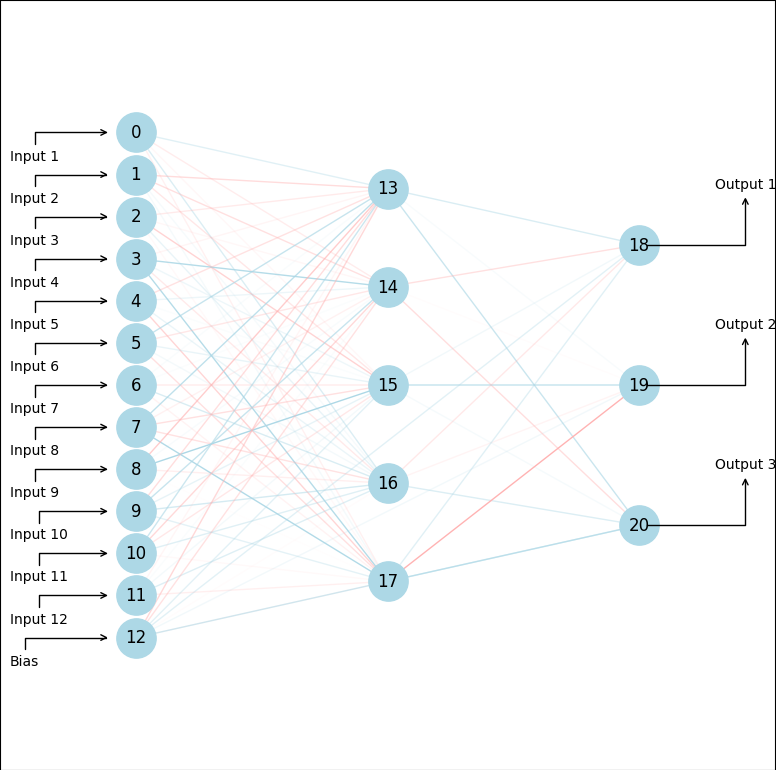 0
Input 1
1
Input 2
2
Input 3
3
Input 4
4
Input 5
5
Input 6
6
Input 7
7
Input 8
8
Input 9
9
Input 10
10
Input 11
11
Input 12
12
Bias
13
14
15
16
17
18
Output 1
19
Output 2
20
Output 3